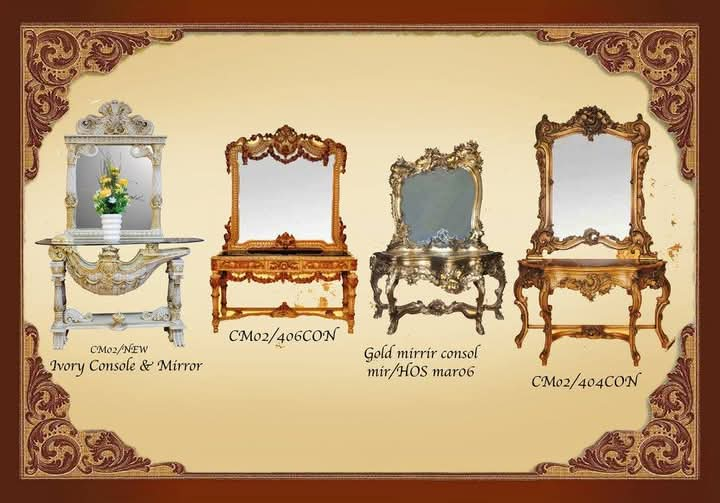 CM02/NEW
Ivory Console & Mirror
CM02/406CON
Gold mirrir consol
mir/HOS mar06
CM02/404CON